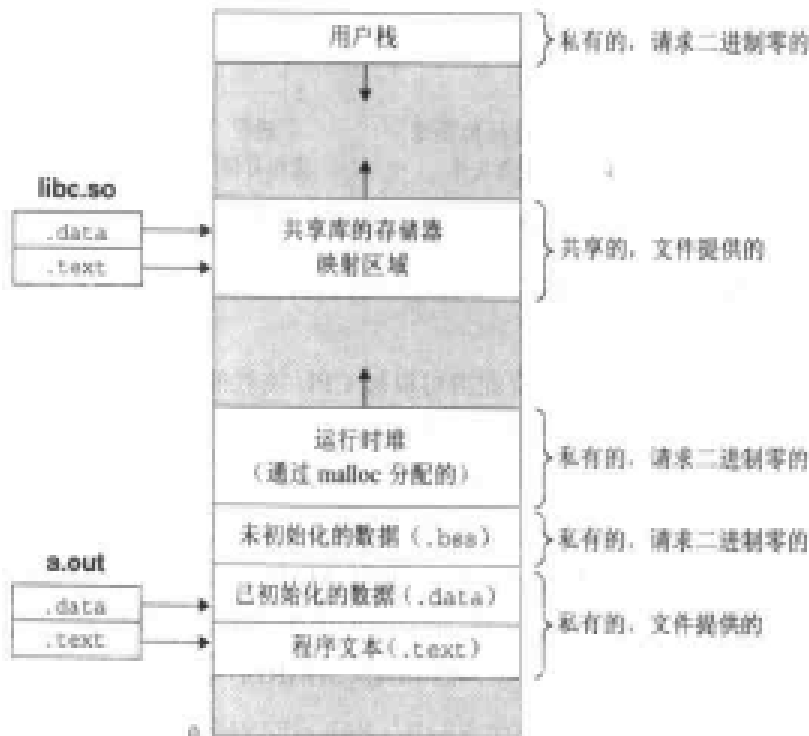 用户栈
私有的，请求二进制零的
libc.so
.data
.text
共享库的存储器
映射区域
共享的，文件提供的
运行时堆
（通过 malloc 分配的）
私有的，请求二进制零的
未初始化的数据（.bss）
私有的，请求二进制零的
a.out
.data
.text
已初始化的数据(.data)
程序文本(.text)
私有的，文件提供的
0